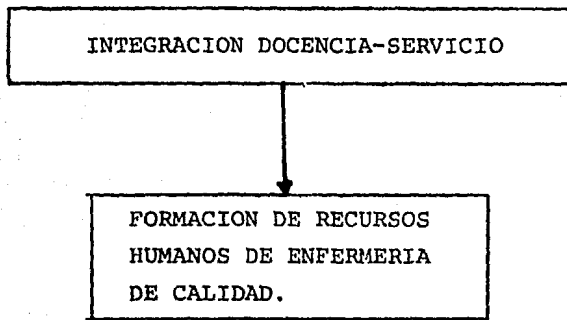 INTEGRACION DOCENCIA-SERVICIO
FORMACION DE RECURSOS
HUMANOS DE ENFERMERIA
DE CALIDAD.